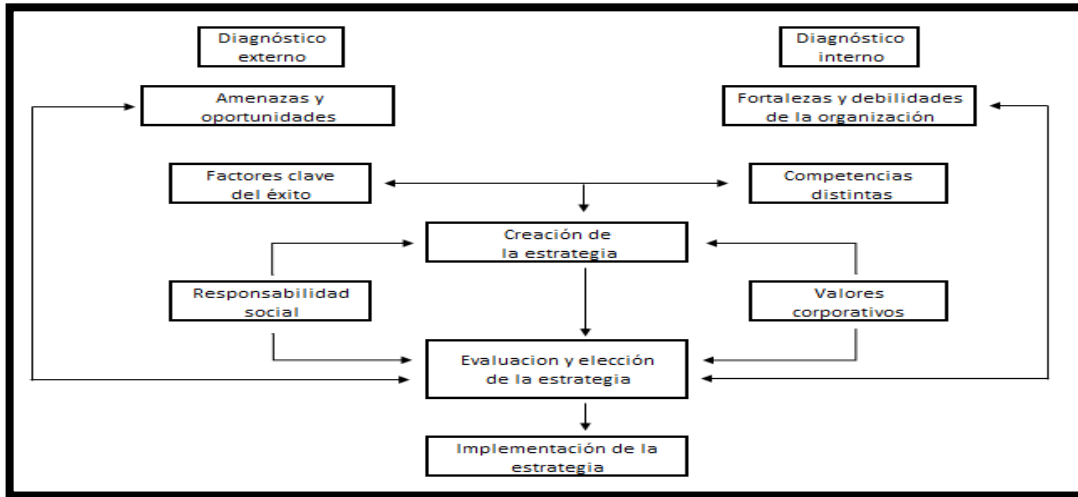 Diagnóstico
externo
Diagnóstico
interno
Amenazas y
oportunidades
Fortalezas y debilidades
de la organización
Factores clave
del éxito
Competencias
distintas
Creación de
la estrategia
Responsabilidad
social
Valores
corporativos
Evaluacion y elección
de la estrategia
Implementación de la
estrategia